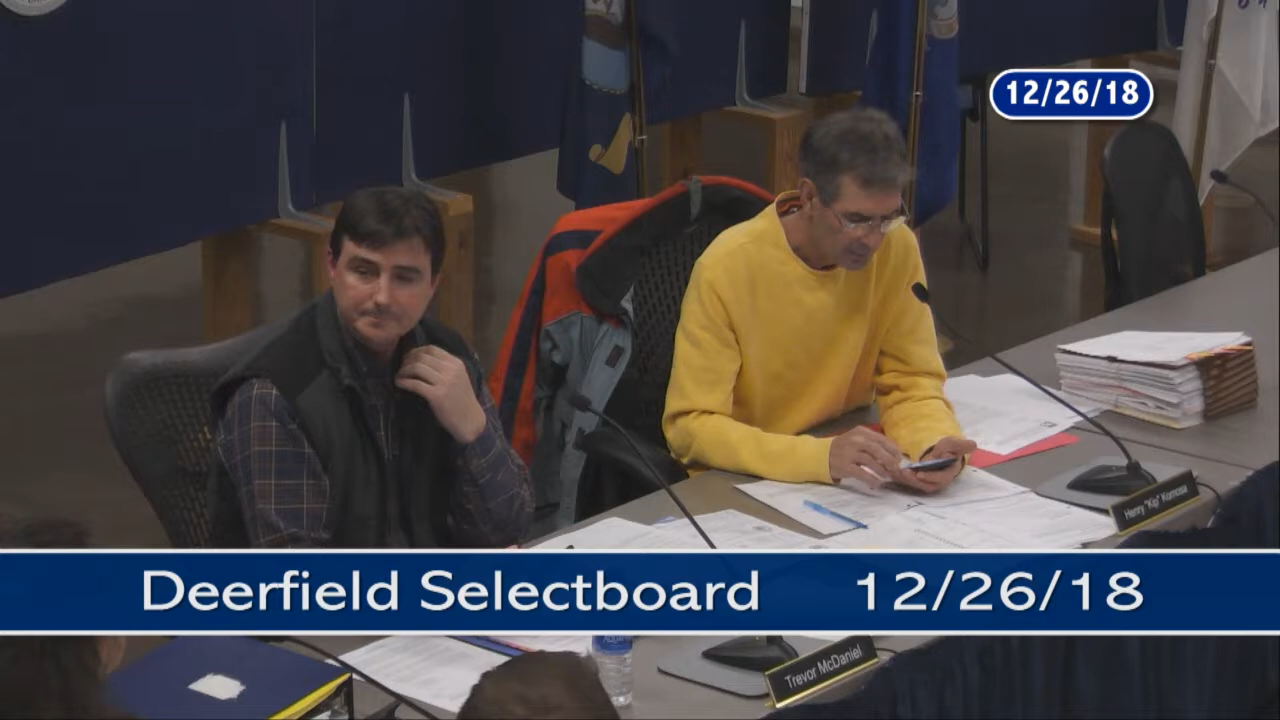 12/26/18
Henry "Kip" Komosa
Deerfield Selectboard 12/26/18
Trevor McDaniel